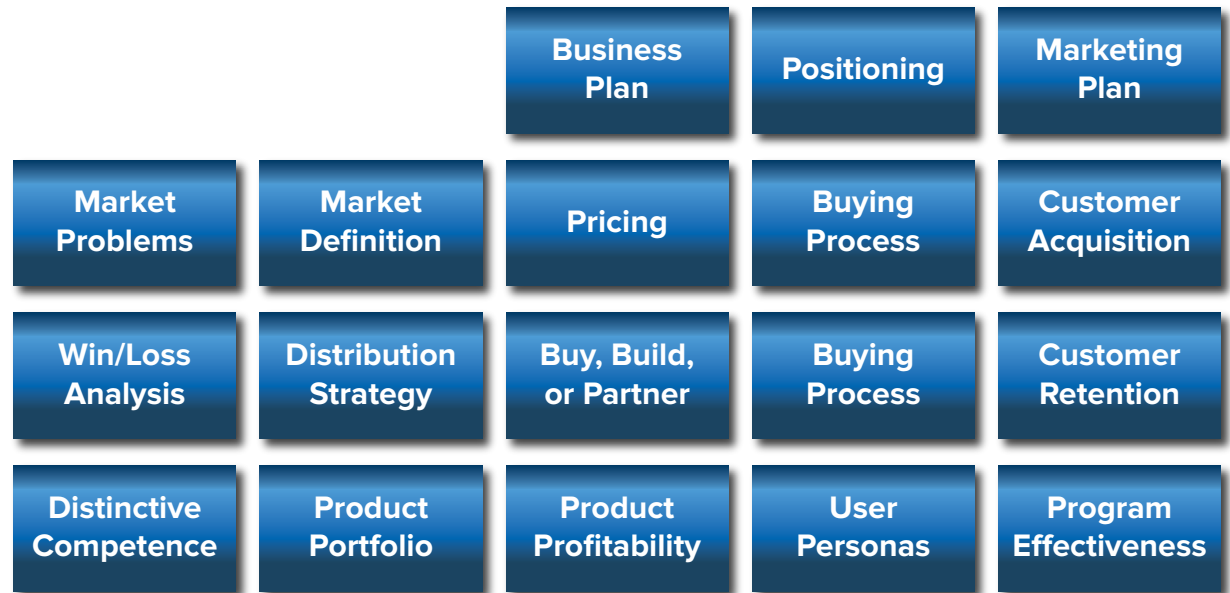 Business
Plan
Positioning
Marketing
Plan
Market
Problems
Market
Definition
Pricing
Buying
Process
Customer
Acquisition
Win/Loss
Analysis
Distribution
Strategy
Buy, Build,
or Partner
Buying
Process
Customer
Retention
Distinctive
Competence
Product
Portfolio
Product
Profitability
User
Personas
Program
Effectiveness